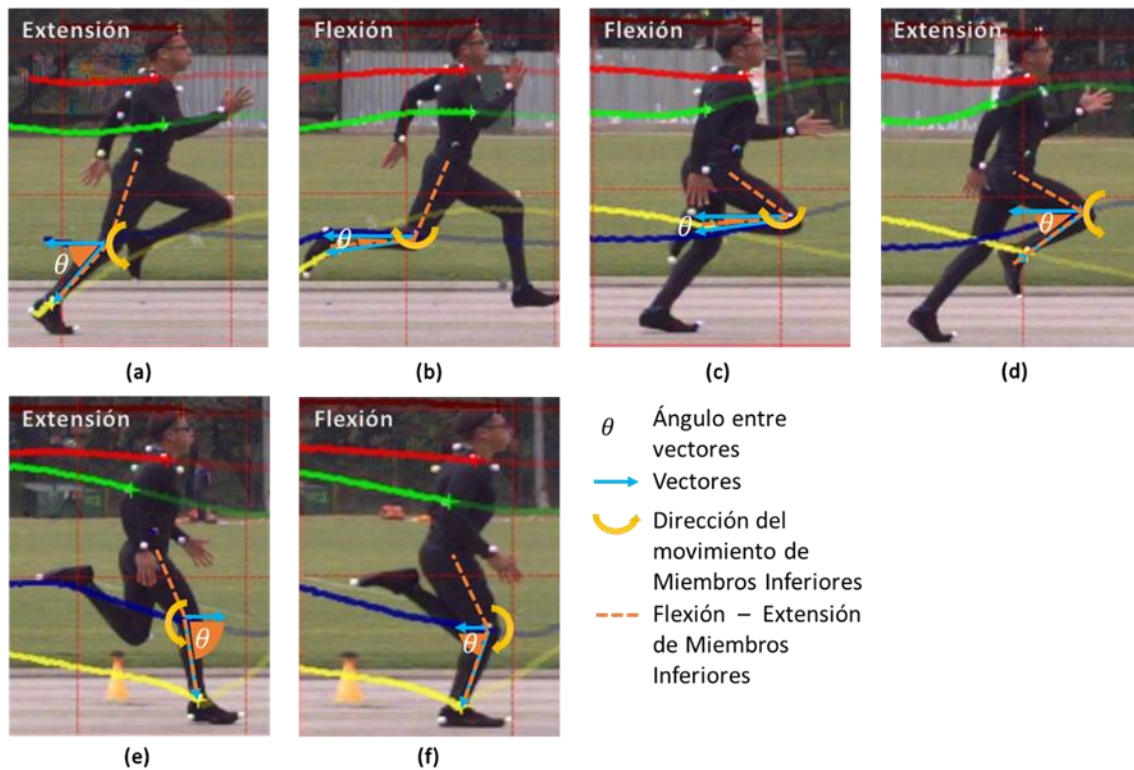 Extensión
Flexión
Flexión
Extensión
θ
θ
θ
θ
(a)
(b)
(c)
(d)
Extensión
Flexión
θ
θ
(e)
(f)
θ Ángulo entre
vectores
Vectores
Dirección del
movimiento de
Miembros Inferiores
Flexión – Extensión
de Miembros
Inferiores